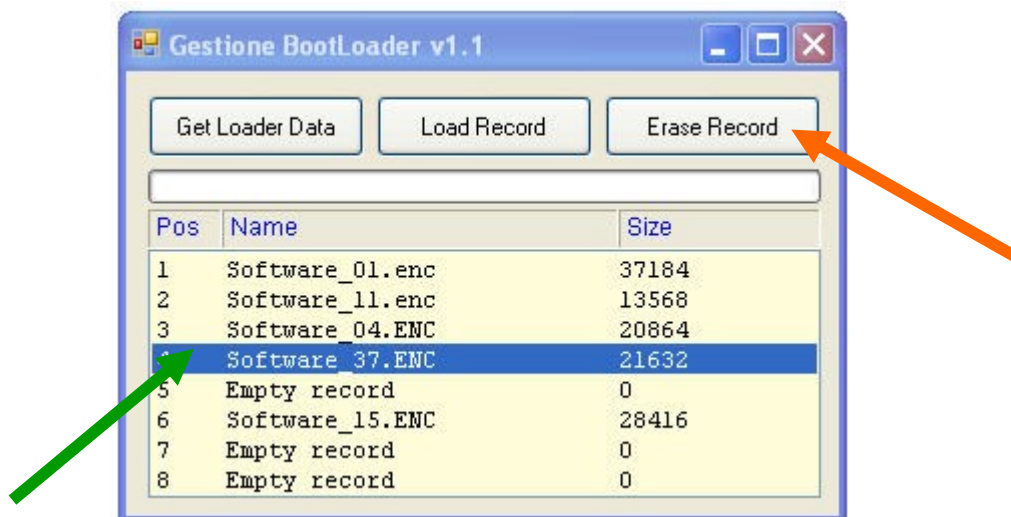 Gestione BootLoader v1.1
Get Loader Data Load Record Erase Record
Pos Name Size
1 Software_01.enc 37184
2 Software_11.enc 13568
3 Software_04.ENC 20864
Software_37.ENC 21632
5 Empty record 0
6 Software_15.ENC 28416
7 Empty record 0
8 Empty record 0